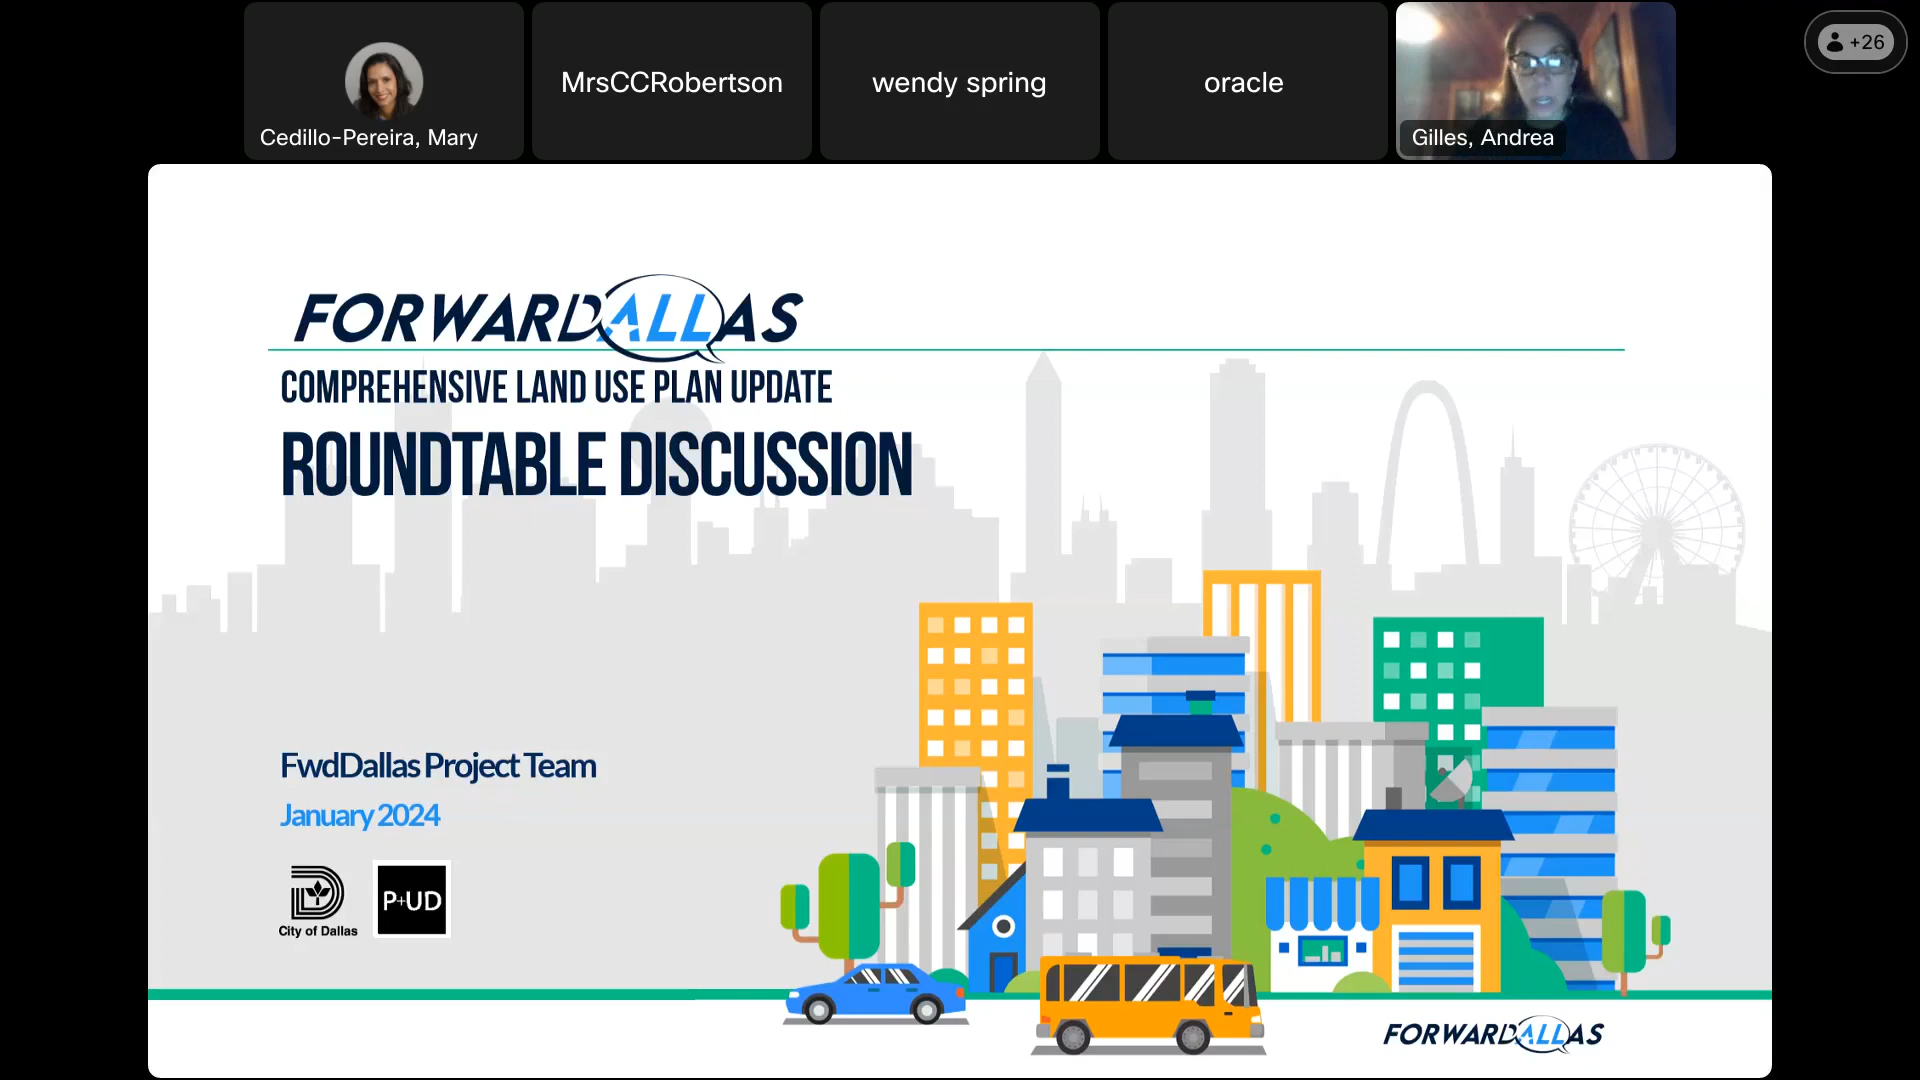 Cedillo-Pereira, Mary
MrsCCRobertson
wendy spring
oracle
Gilles, Andrea
+26
FORWARDALLAS
COMPREHENSIVE LAND USE PLAN UPDATE
ROUNDTABLE DISCUSSION
FwdDallas Project Team
January 2024
City of Dallas
P+UD
FORWARDALLAS